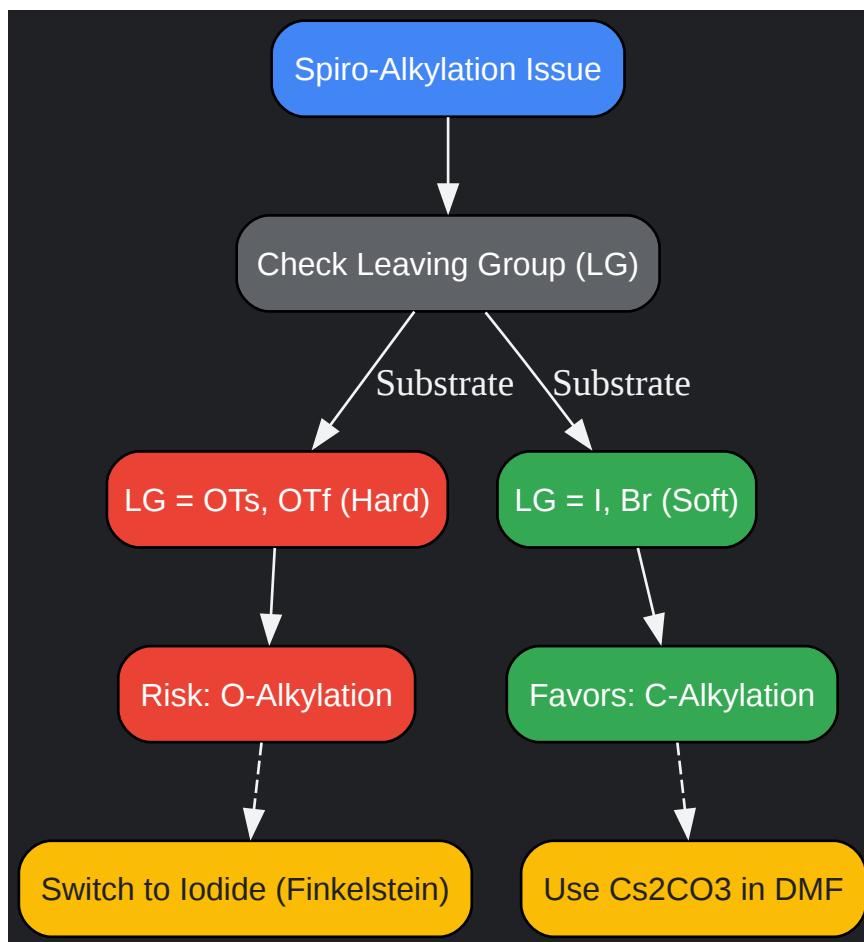 Spiro-Alkylation Issue
Check Leaving Group (LG)
Substrate
Substrate
LG = OTs, OTf (Hard)
LG = I, Br (Soft)
Risk: O-Alkylation
Favors: C-Alkylation
Switch to Iodide (Finkelstein)
Use Cs2CO3 in DMF